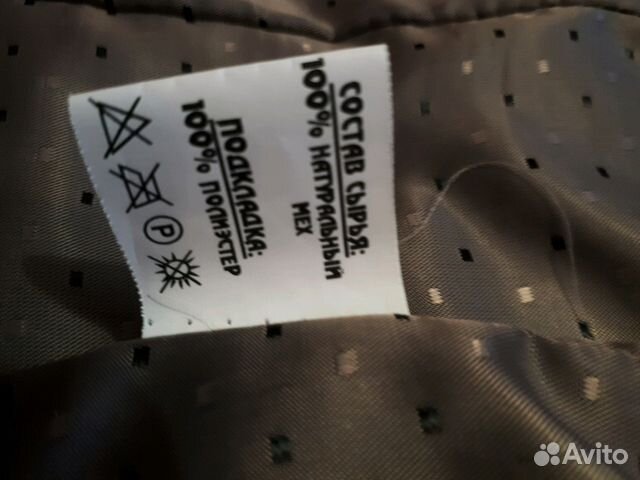 СОСТАВ СЫРЬЯ:
100% НАТУРАЛЬНЫЙ
МЕХ
ПОДКЛАДКА:
100% ПОЛИЭСТЕР
P
Avito